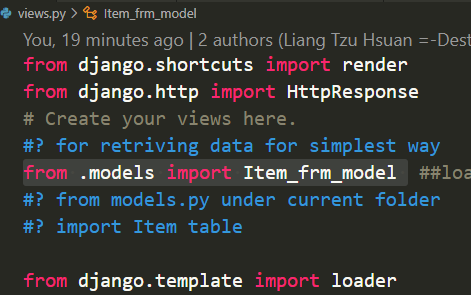 views.py > Item_frm_model
You, 19 minutes ago | 2 authors (Liang Tzu Hsuan =-Dest
from django.shortcuts import render
from django.http import HttpResponse
# Create your views here.
#? for retriving data for simplest way
from .models import Item_frm_model ##loa
#? from models.py under current folder
#? import Item table
from django.template import loader